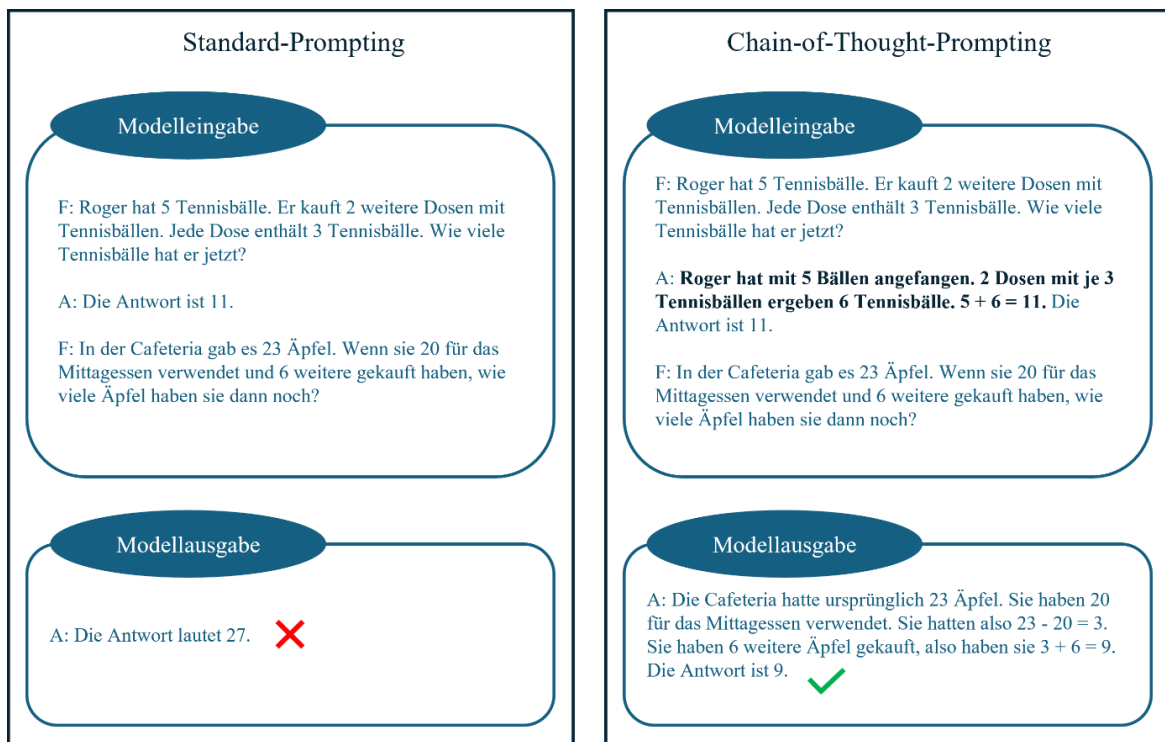 Standard-Prompting
Modelleingabe
F: Roger hat 5 Tennisbälle. Er kauft 2 weitere Dosen mit
Tennisbällen. Jede Dose enthält 3 Tennisbälle. Wie viele
Tennisbälle hat er jetzt?
A: Die Antwort ist 11.
F: In der Cafeteria gab es 23 Äpfel. Wenn sie 20 für das
Mittagessen verwendet und 6 weitere gekauft haben, wie
viele Äpfel haben sie dann noch?
Modellausgabe
A: Die Antwort lautet 27.
Chain-of-Thought-Prompting
Modelleingabe
F: Roger hat 5 Tennisbälle. Er kauft 2 weitere Dosen mit
Tennisbällen. Jede Dose enthält 3 Tennisbälle. Wie viele
Tennisbälle hat er jetzt?
A: Roger hat mit 5 Bällen angefangen. 2 Dosen mit je 3
Tennisbällen ergeben 6 Tennisbälle. 5 + 6 = 11. Die
Antwort ist 11.
F: In der Cafeteria gab es 23 Äpfel. Wenn sie 20 für das
Mittagessen verwendet und 6 weitere gekauft haben, wie
viele Äpfel haben sie dann noch?
Modellausgabe
A: Die Cafeteria hatte ursprünglich 23 Äpfel. Sie haben 20
für das Mittagessen verwendet. Sie hatten also 23 - 20 = 3.
Sie haben 6 weitere Äpfel gekauft, also haben sie 3 + 6 = 9.
Die Antwort ist 9.